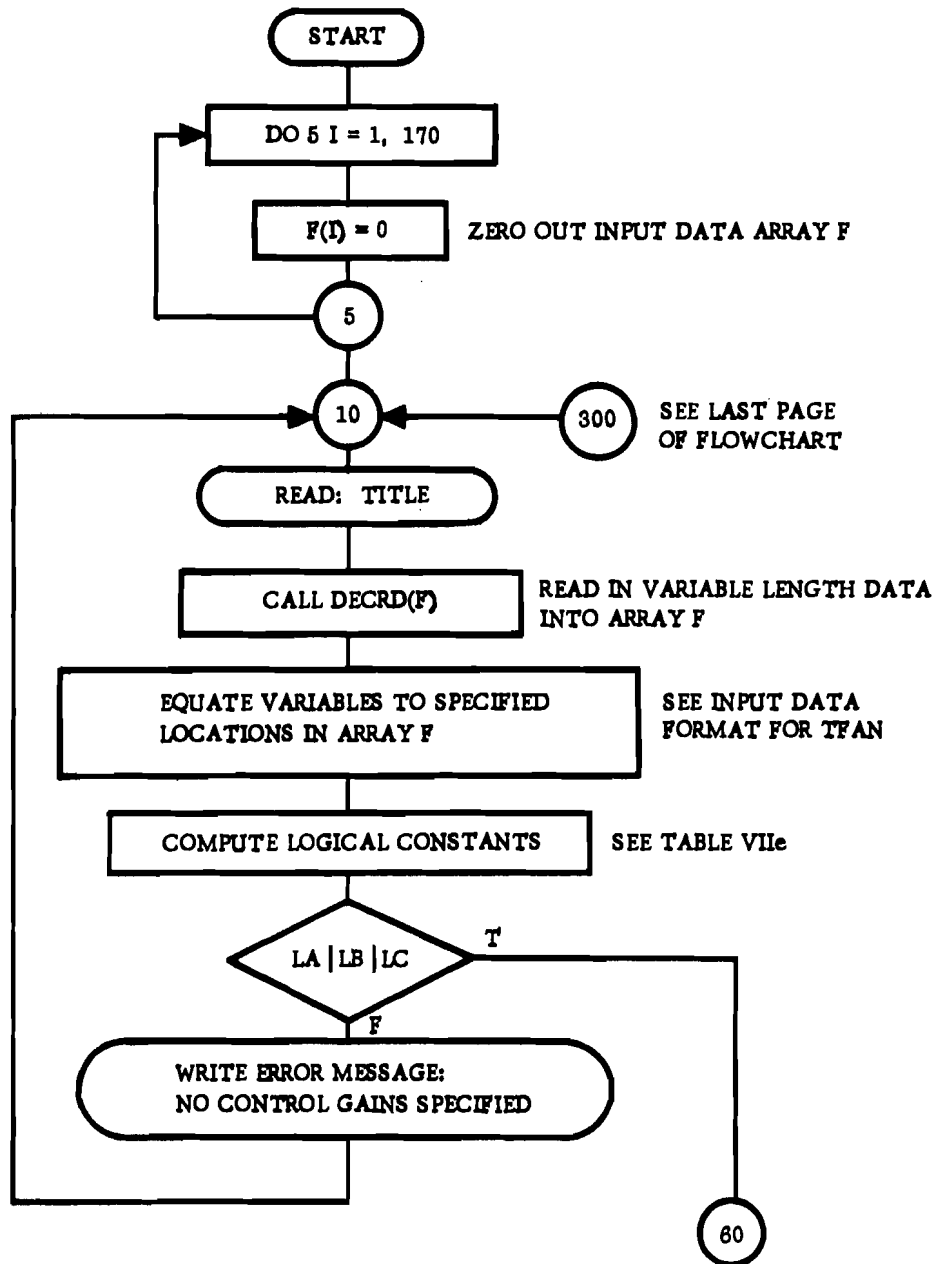 START
DO 5 I = 1, 170
F(I) = 0
ZERO OUT INPUT DATA ARRAY F
5
10
300
SEE LAST PAGE
OF FLOWCHART
READ: TITLE
CALL DECRD(F)
READ IN VARIABLE LENGTH DATA
INTO ARRAY F
EQUATE VARIABLES TO SPECIFIED
LOCATIONS IN ARRAY F
SEE INPUT DATA
FORMAT FOR TFAN
COMPUTE LOGICAL CONSTANTS
SEE TABLE VIIe
LA | LB | LC
T
F
WRITE ERROR MESSAGE:
NO CONTROL GAINS SPECIFIED
60